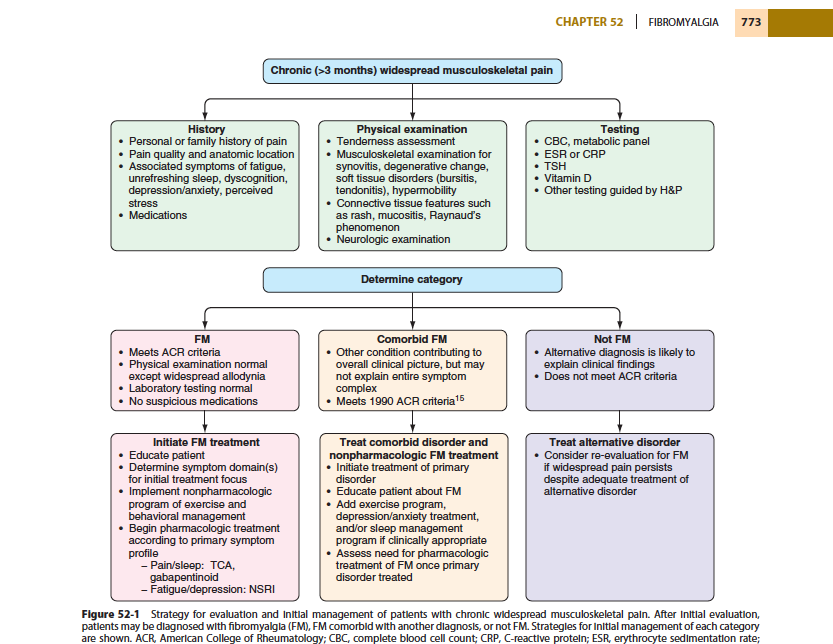 CHAPTER 52 | FIBROMYALGIA 773
Chronic (>3 months) widespread musculoskeletal pain
History
• Personal or family history of pain
• Pain quality and anatomic location
• Associated symptoms of fatigue,
unrefreshing sleep, dyscognition,
depression/anxiety, perceived
stress
• Medications
Physical examination
• Tenderness assessment
• Musculoskeletal examination for
synovitis, degenerative change,
soft tissue disorders (bursitis,
tendonitis), hypermobility
• Connective tissue features such
as rash, mucositis, Raynaud's
phenomenon
• Neurologic examination
Testing
• CBC, metabolic panel
• ESR or CRP
• TSH
• Vitamin D
• Other testing guided by H&P
Determine category
FM
• Meets ACR criteria
• Physical examination normal
except widespread allodynia
• Laboratory testing normal
• No suspicious medications
Comorbid FM
• Other condition contributing to
overall clinical picture, but may
not explain entire symptom
complex
• Meets 1990 ACR criteria15
Not FM
• Alternative diagnosis is likely to
explain clinical findings
• Does not meet ACR criteria
Initiate FM treatment
• Educate patient
• Determine symptom domain(s)
for initial treatment focus
• Implement nonpharmacologic
program of exercise and
behavioral management
• Begin pharmacologic treatment
according to primary symptom
profile
– Pain/sleep: TCA,
gabapentinoid
– Fatigue/depression: NSRI
Treat comorbid disorder and
nonpharmacologic FM treatment
• Initiate treatment of primary
disorder
• Educate patient about FM
• Add exercise program,
depression/anxiety treatment,
and/or sleep management
program if clinically appropriate
• Assess need for pharmacologic
treatment of FM once primary
disorder treated
Treat alternative disorder
• Consider re-evaluation for FM
if widespread pain persists
despite adequate treatment of
alternative disorder
Figure 52-1 Strategy for evaluation and initial management of patients with chronic widespread musculoskeletal pain. After initial evaluation,
patients may be diagnosed with fibromyalgia (FM), FM comorbid with another diagnosis, or not FM. Strategies for initial management of each category
are shown. ACR, American College of Rheumatology; CBC, complete blood cell count; CRP, C-reactive protein; ESR, erythrocyte sedimentation rate;